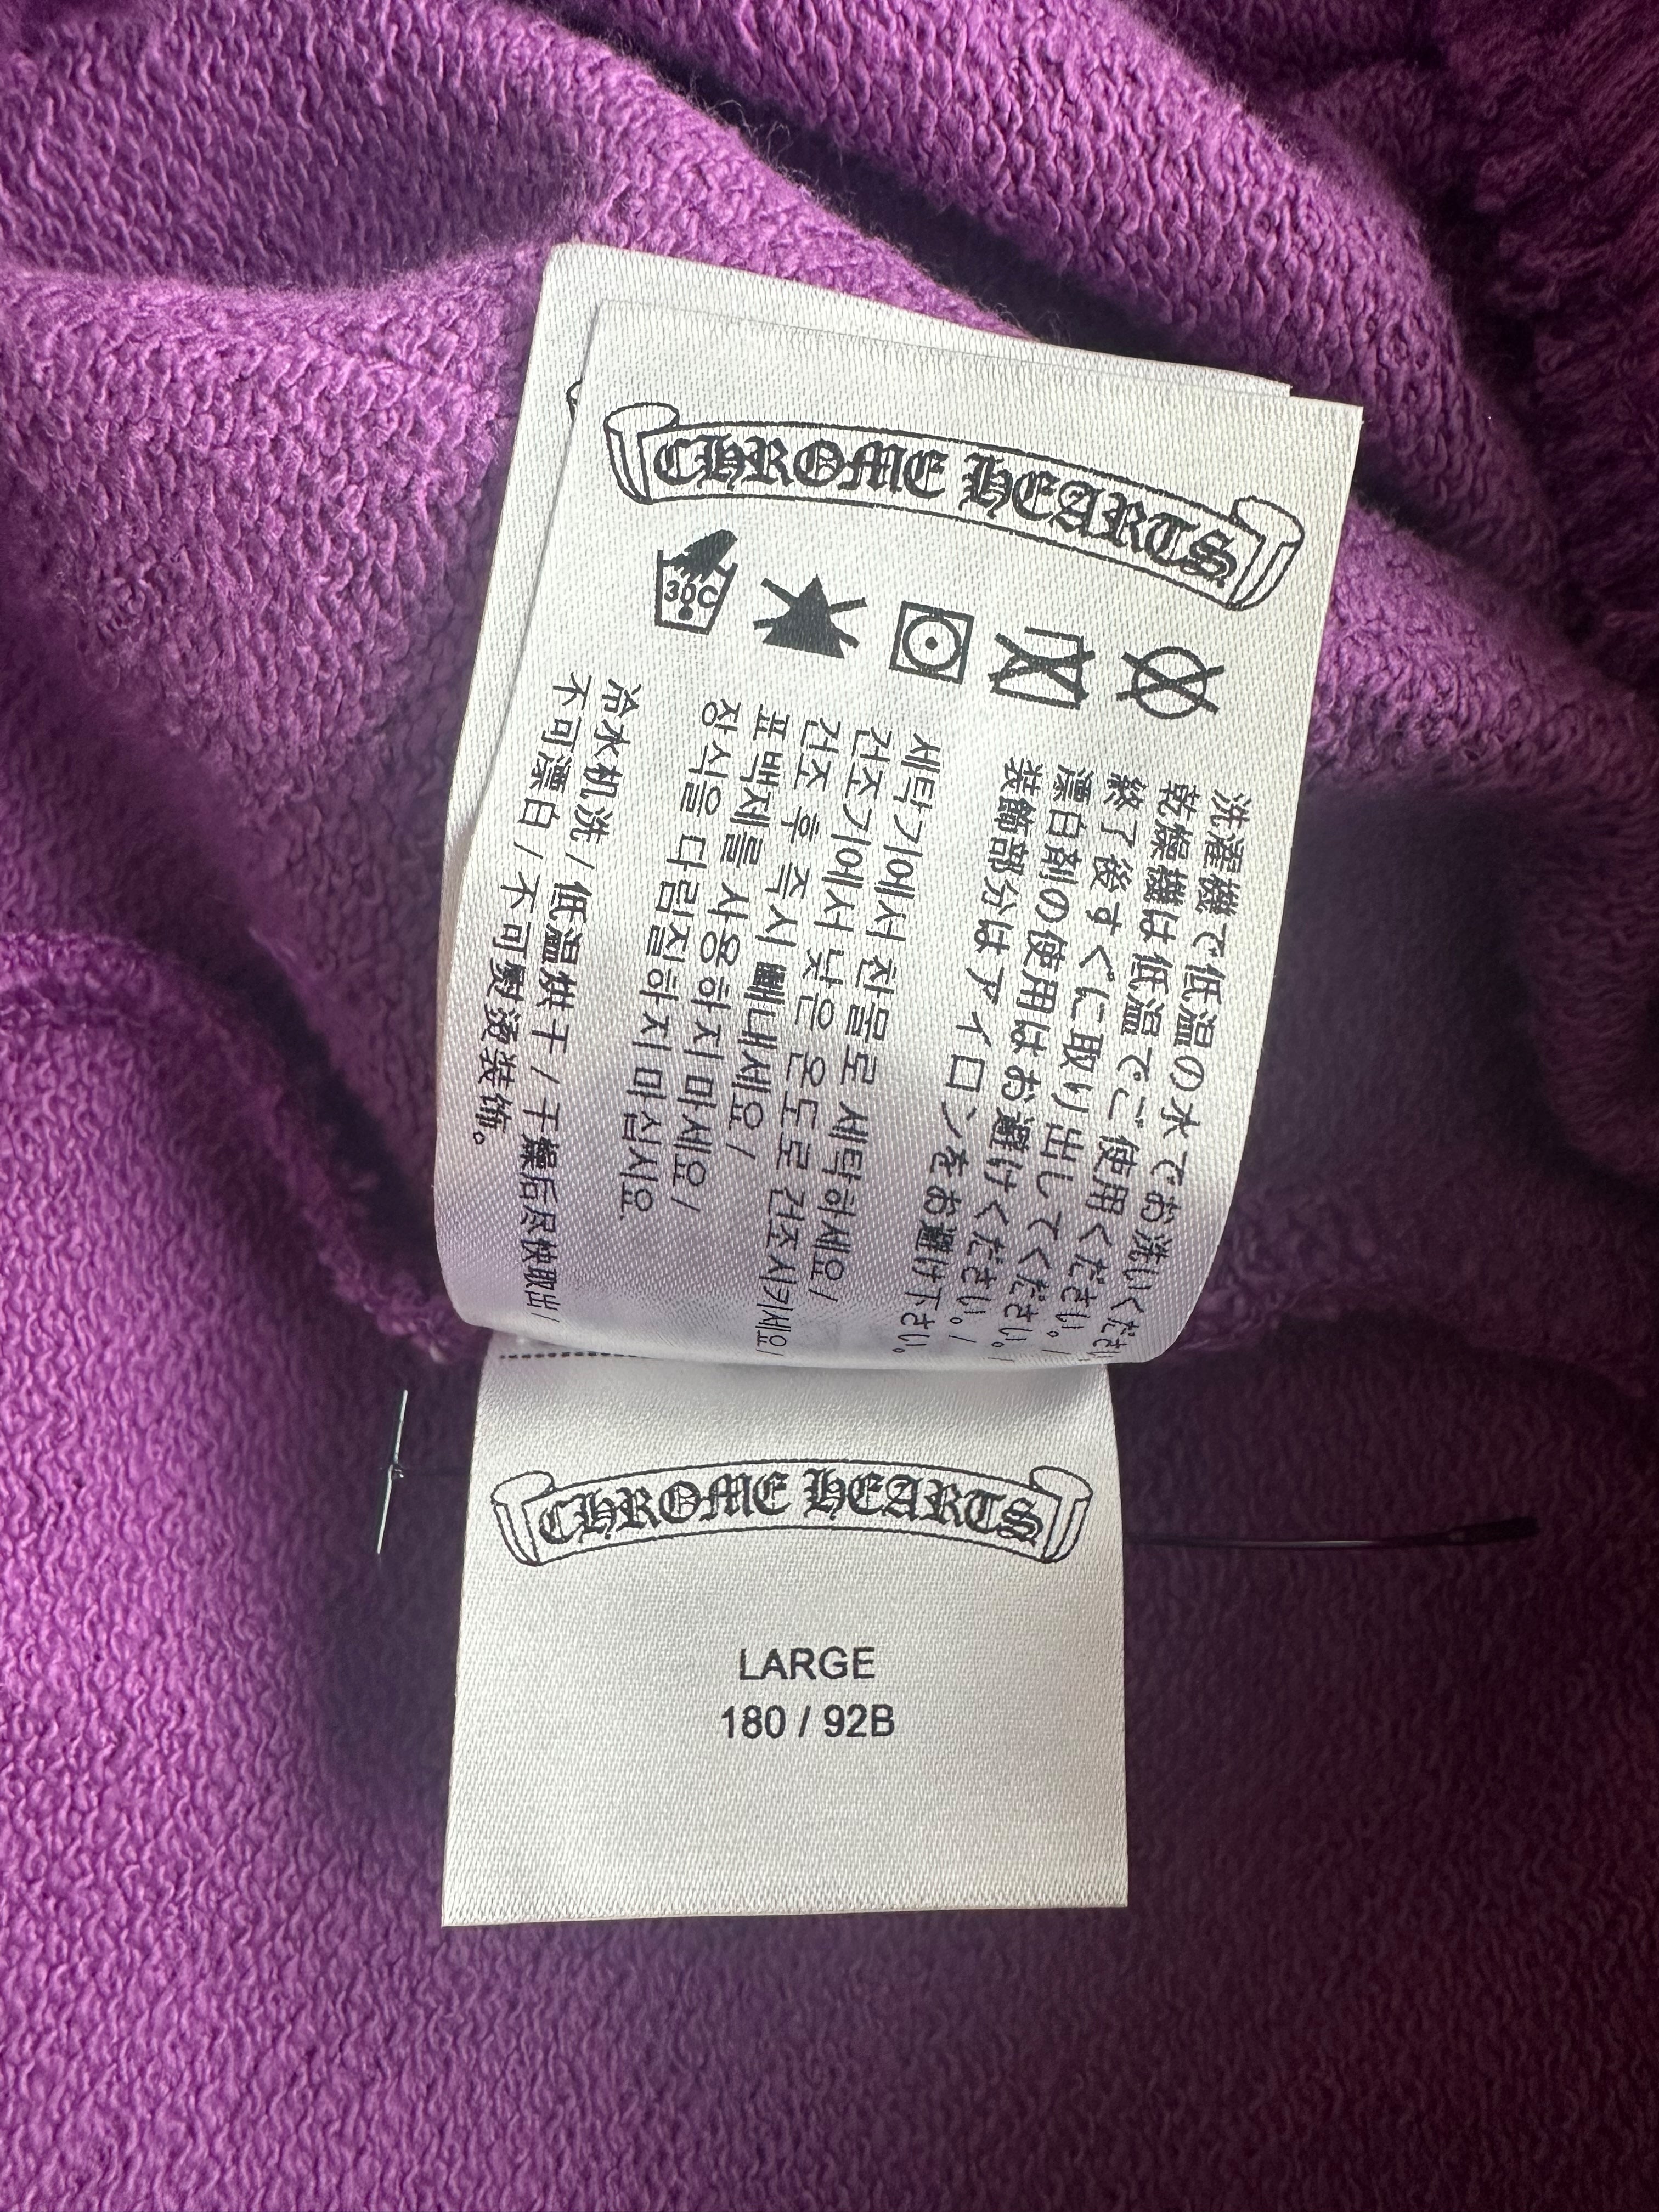 CHROME HEARTS
30C
洗濯機で低温の水でお洗いください
乾燥機は低温でご使用ください。/
終了後すぐに取り出してください。/
漂白剤の使用はお避けください。/
装飾部分はアイロンをお避け下さい。
세탁기에서 찬물로 세탁하세요/
건조기에서 낮은 온도로 건조시키세요/
건조 후 즉시 빼내세요/
표백제를 사용하지 마세요/
장식을 다림질하지 마십시요.
冷水机洗 / 低温烘干 / 干燥后尽快取出/
不可漂白 / 不可熨烫装饰。
CHROME HEARTS
LARGE
180 / 92B